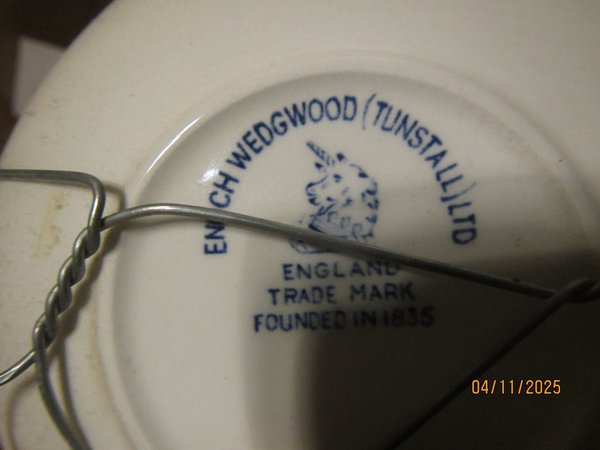 ENOCH WEDGWOOD (TUNSTALL) LTD
ENGLAND
TRADE MARK
FOUNDED IN 1835
04/11/2025